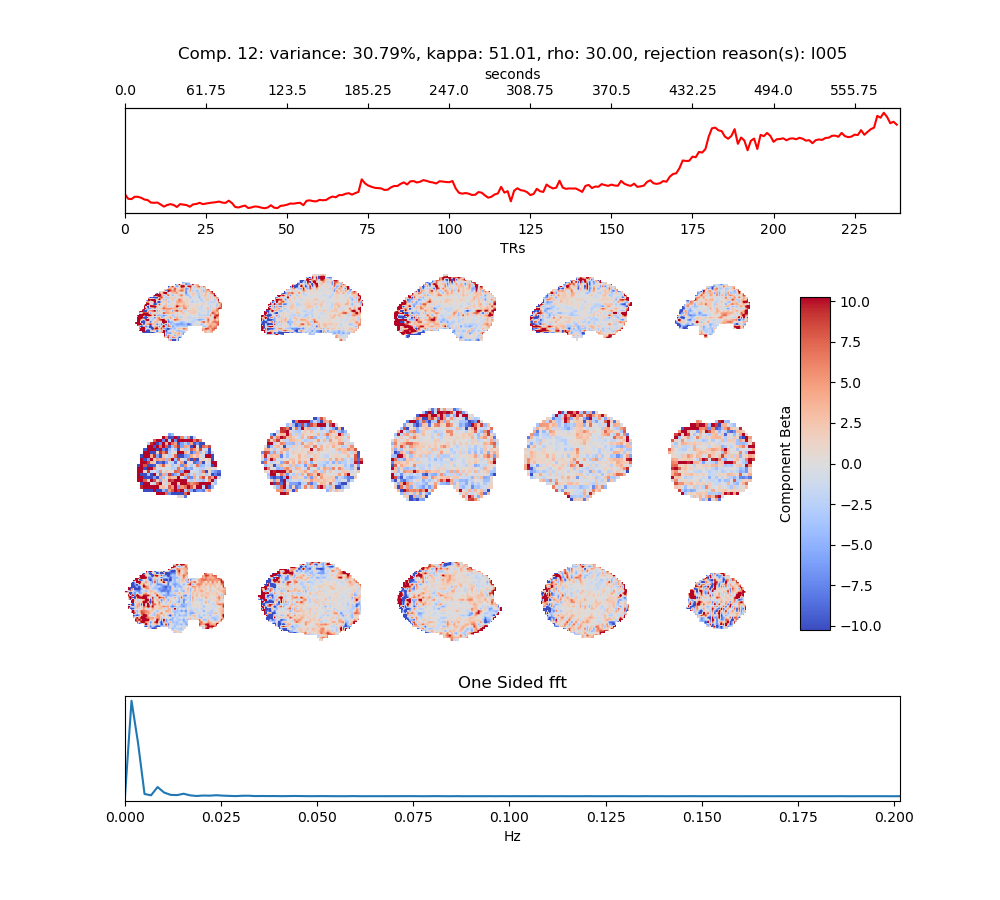 Comp. 12: variance: 30.79%, kappa: 51.01, rho: 30.00, rejection reason(s): I005
seconds
0.0 61.75 123.5 185.25 247.0 308.75 370.5 432.25 494.0 555.75
0 25 50 75 100 125 150 175 200 225
TRs
10.0
7.5
5.0
2.5
0.0
−2.5
−5.0
−7.5
−10.0
Component Beta
One Sided fft
0.000 0.025 0.050 0.075 0.100 0.125 0.150 0.175 0.200
Hz